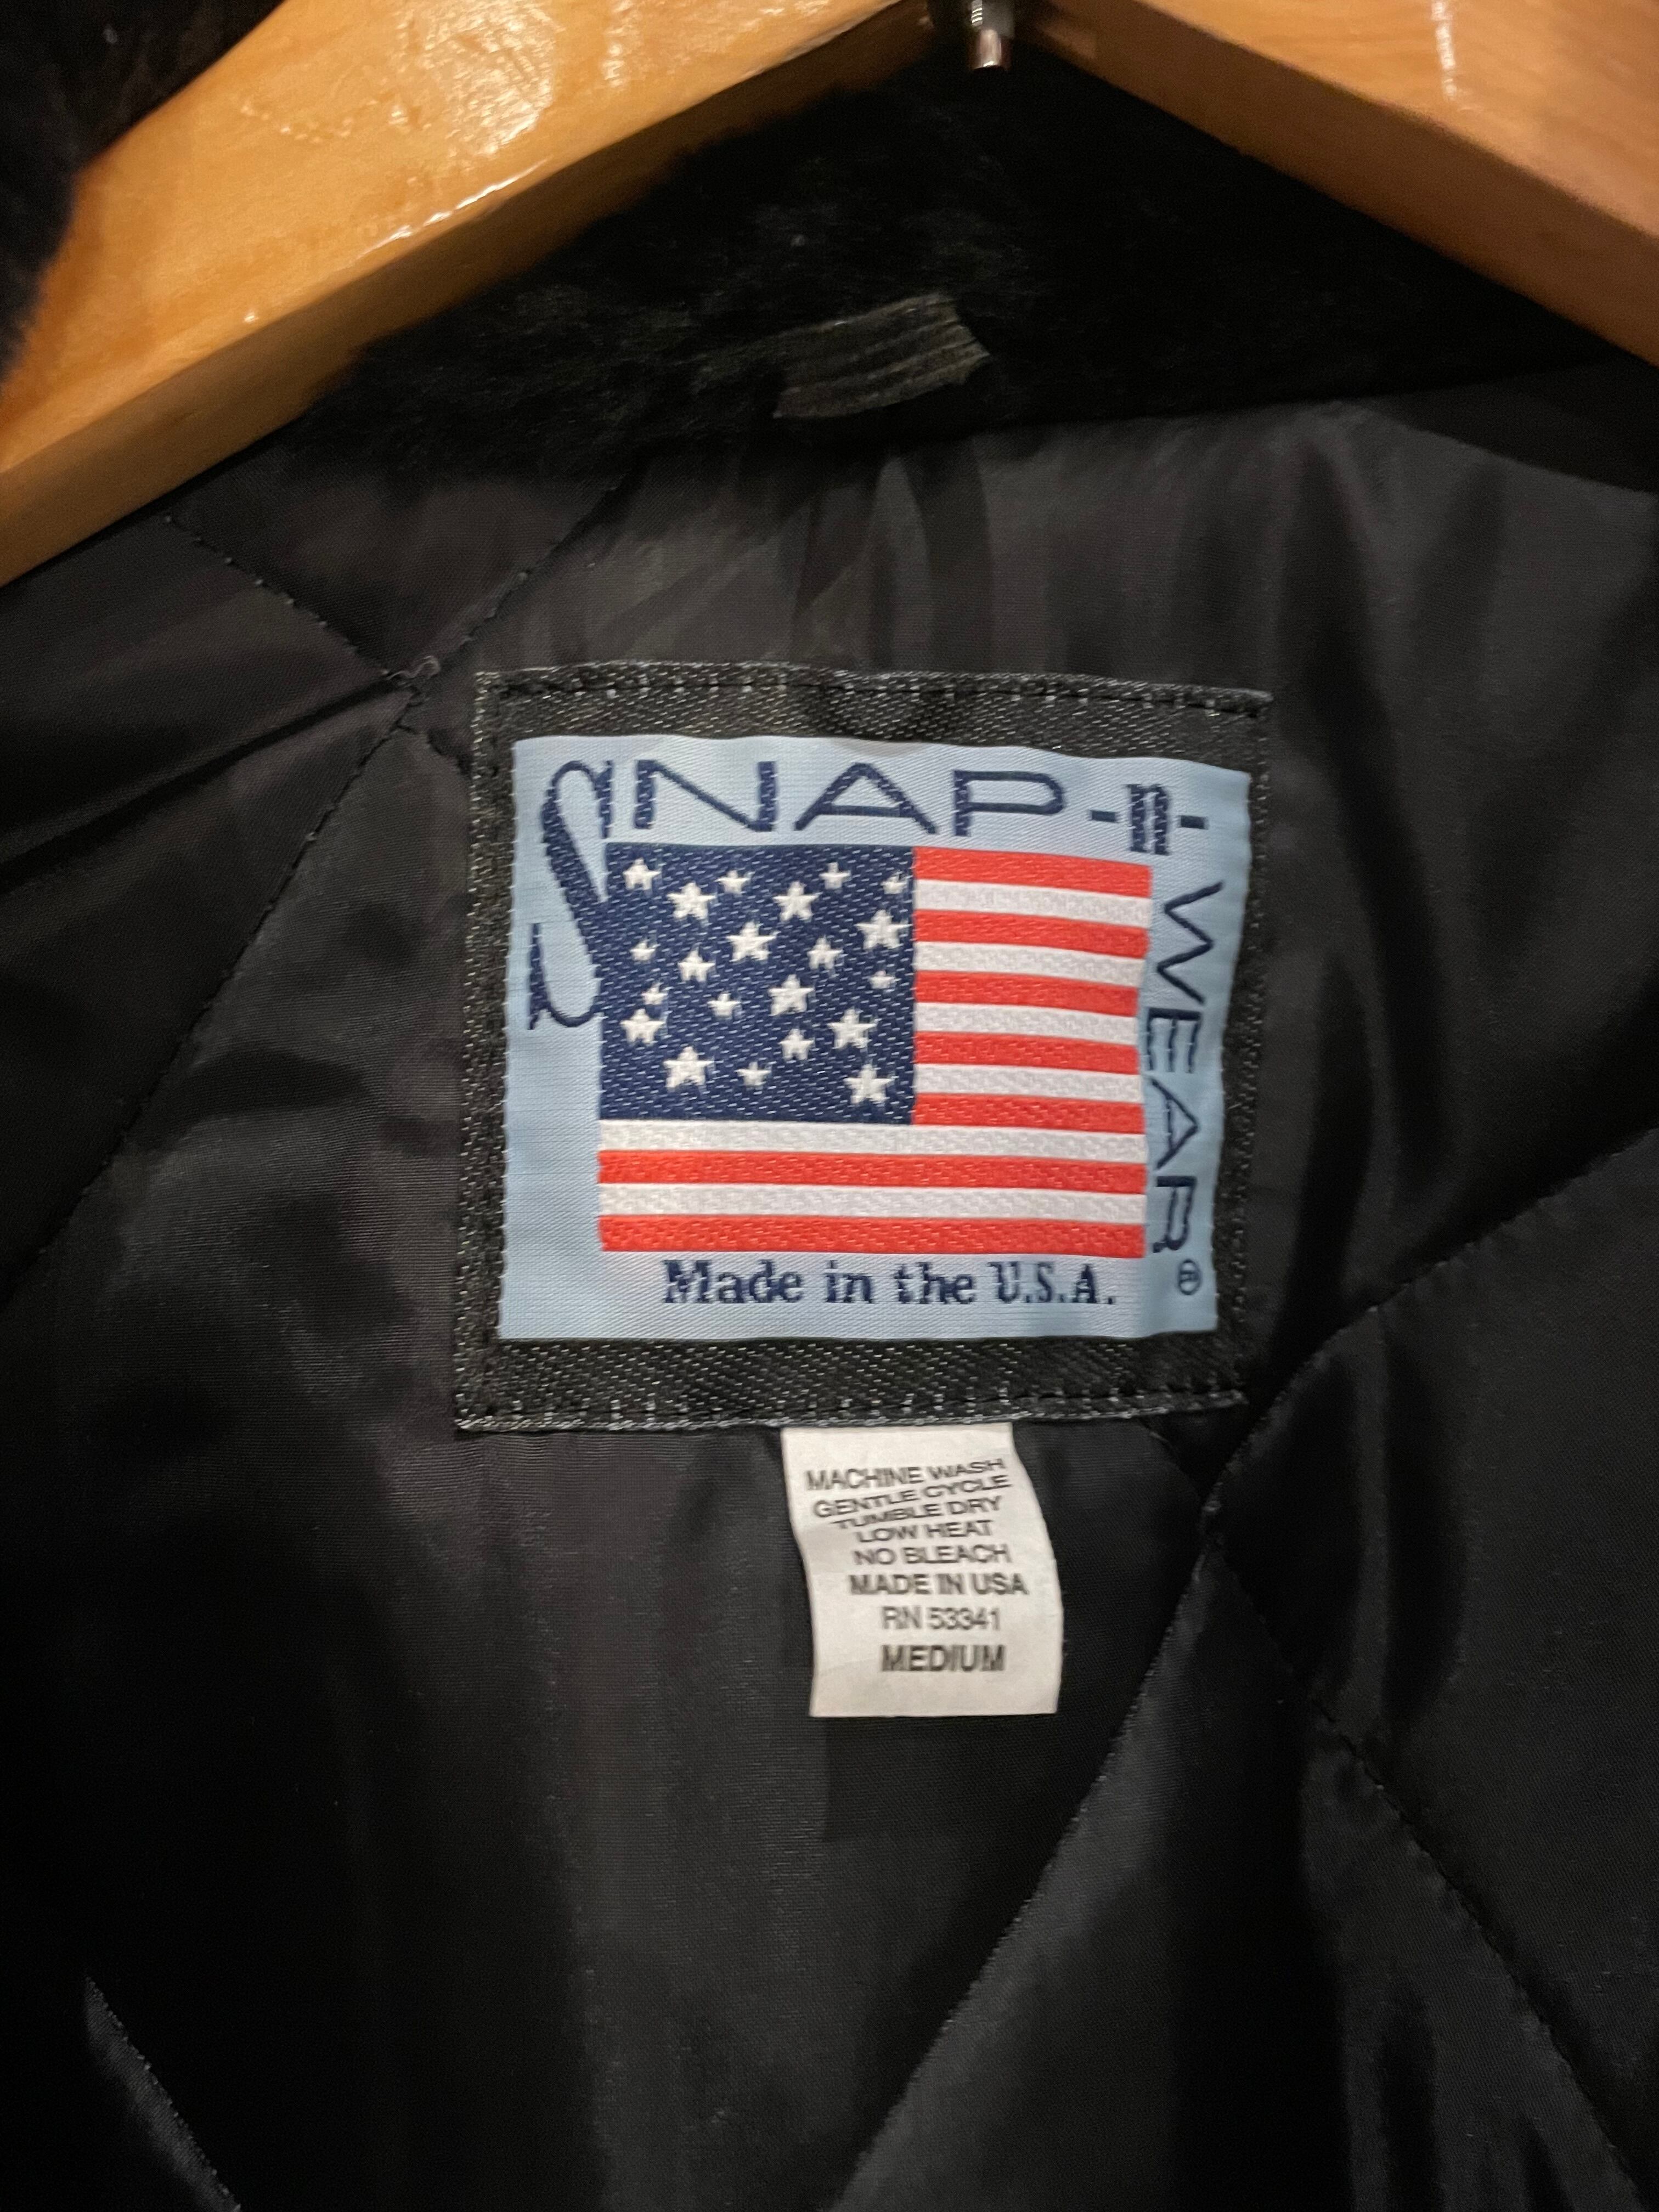 SNAP-N-
WEAR®
Made in the U.S.A.
MACHINE WASH
GENTLE CYCLE
TUMBLE DRY
LOW HEAT
NO BLEACH
MADE IN USA
RN 53341
MEDIUM